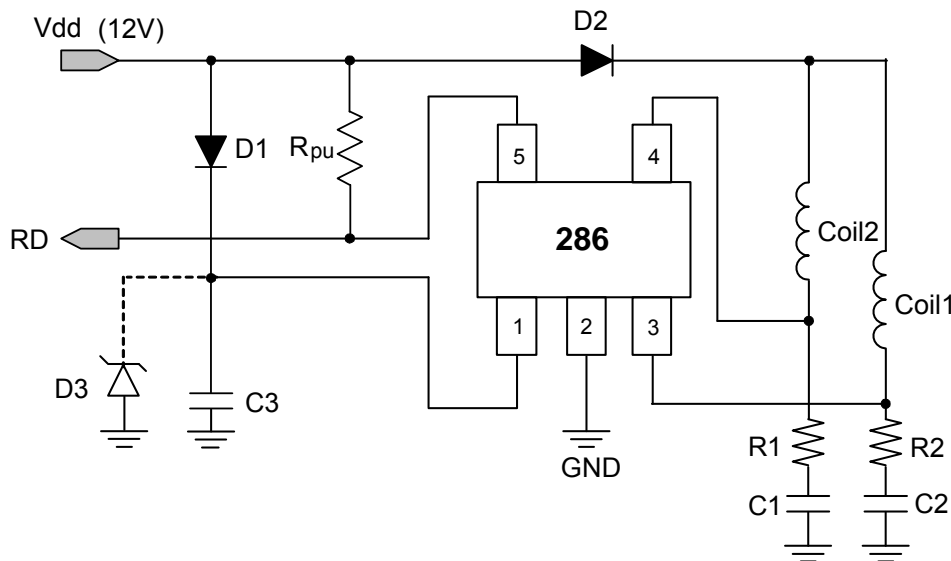 Vdd (12V)
D2
D1
Rpu
5
4
RD
286
Coil2
Coil1
1
2
3
D3
C3
GND
R1
R2
C1
C2